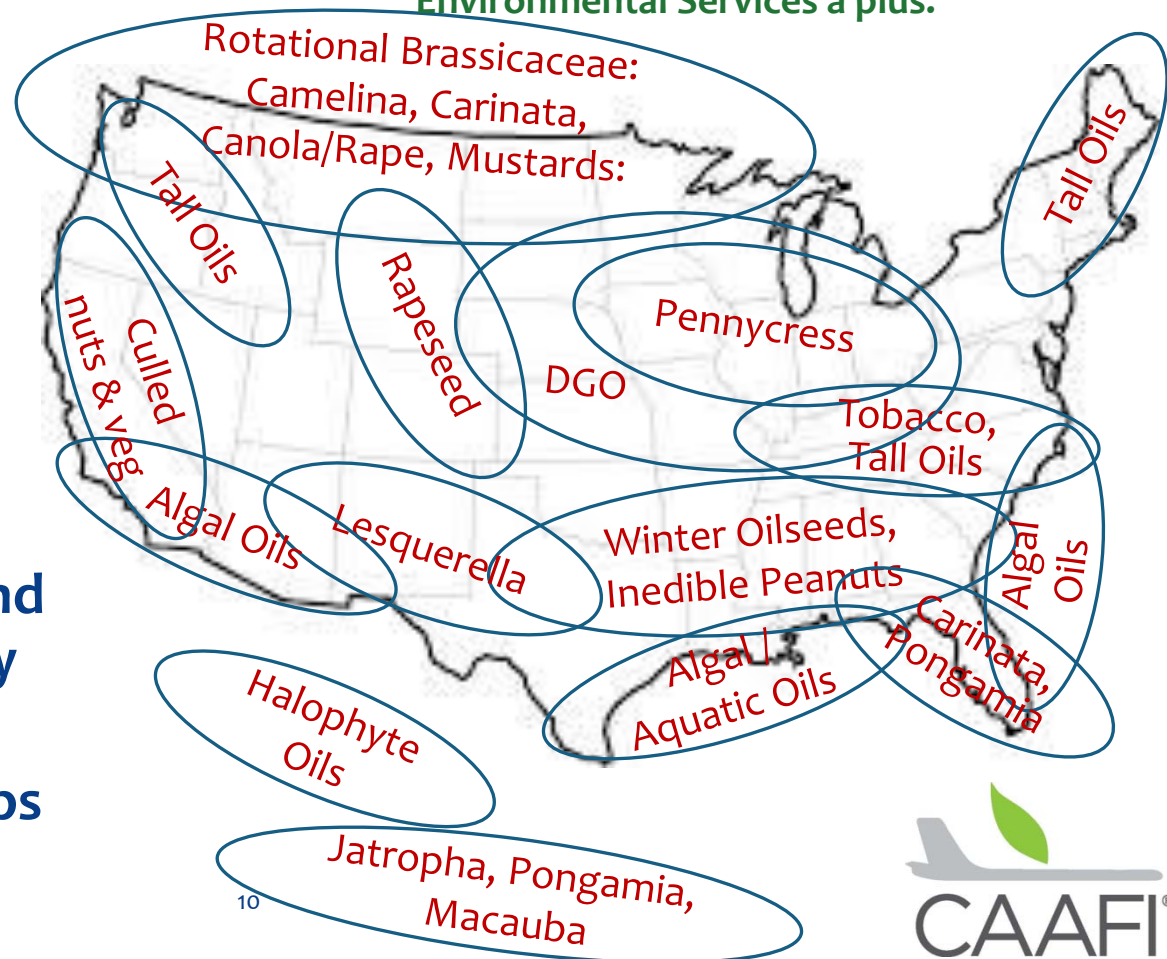 Environmental Services a plus.
Rotational Brassicaceae:
Camelina, Carinata,
Canola/Rape, Mustards:
Tall Oils
Tall Oils
Rapeseed
Pennycress
Culled
nuts & veg
DGO
Tobacco,
Tall Oils
Algal Oils
Lesquerella
Winter Oilseeds,
Inedible Peanuts
Algal
Oils
Carinata,
Pongamia
Algal /
Aquatic Oils
Halophyte
Oils
Jatropha, Pongamia,
Macauba
10
CAAFI®